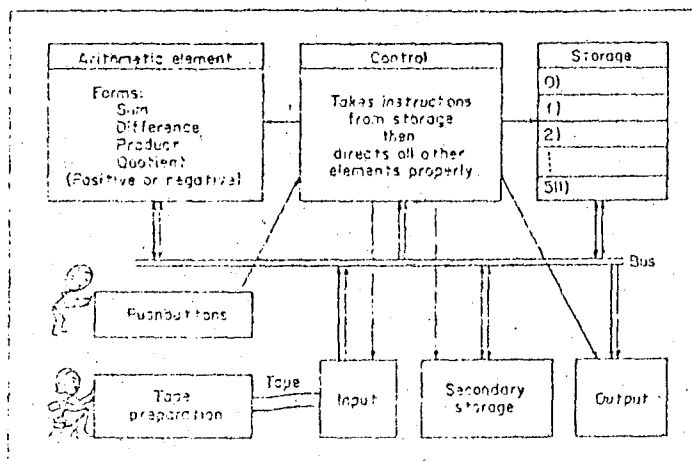 Arithmetic element
Forms:
Sum
Difference
Product
Quotient
(Positive or negative)
Control
Takes instructions
from storage
then
directs all other
elements properly
Storage
0)
1)
2)
511)
Bus
Pushbuttons
Tape
preparation
Tape
Input
Secondary
storage
Output